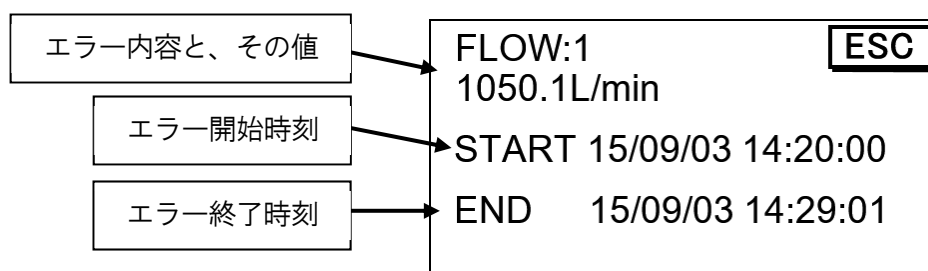 エラー内容と、その値
エラー開始時刻
エラー終了時刻
FLOW:1
ESC
1050.1L/min
START 15/09/03 14:20:00
END 15/09/03 14:29:01